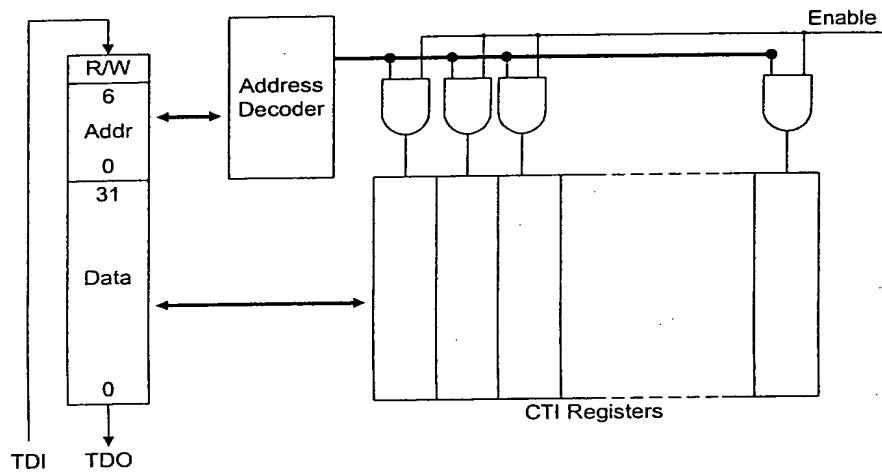 Enable
R/W
6
Addr
0
Address
Decoder
31
Data
0
CTI Registers
TDI
TDO